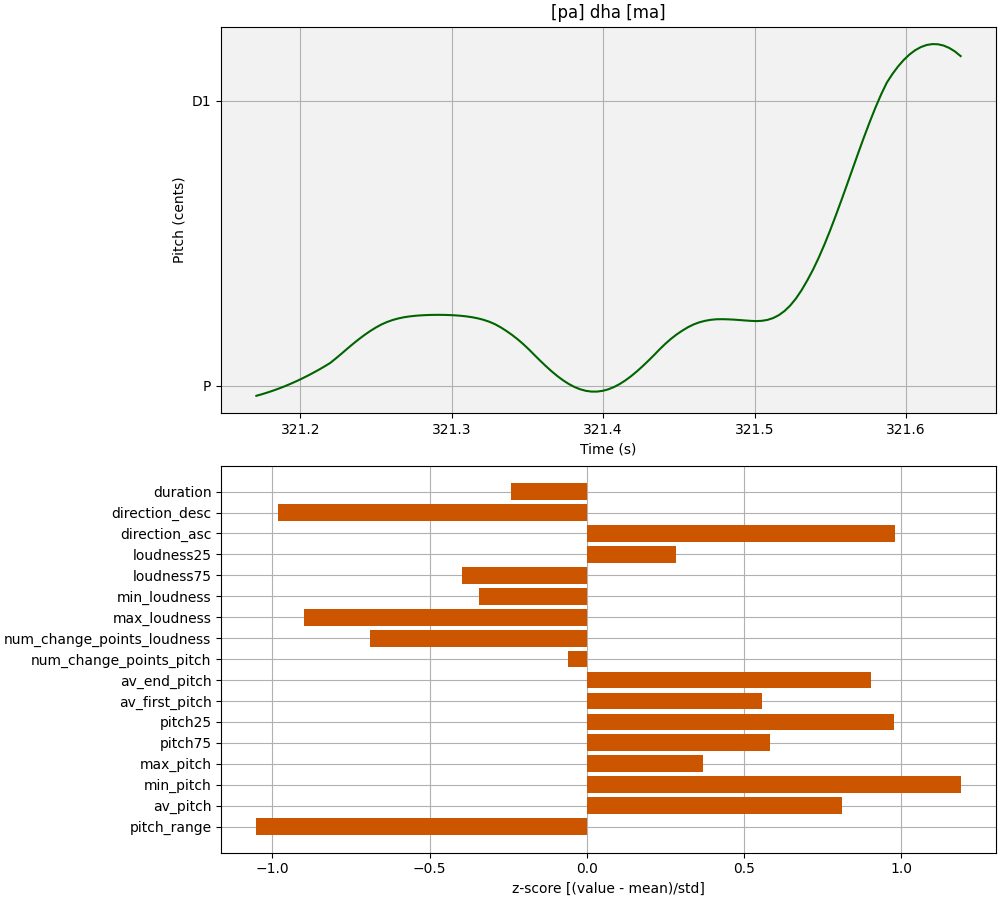 [pa] dha [ma]
D1
P
Pitch (cents)
321.2 321.3 321.4 321.5 321.6
Time (s)
duration
direction_desc
direction_asc
loudness25
loudness75
min_loudness
max_loudness
num_change_points_loudness
num_change_points_pitch
av_end_pitch
av_first_pitch
pitch25
pitch75
max_pitch
min_pitch
av_pitch
pitch_range
−1.0 −0.5 0.0 0.5 1.0
z-score [(value - mean)/std]